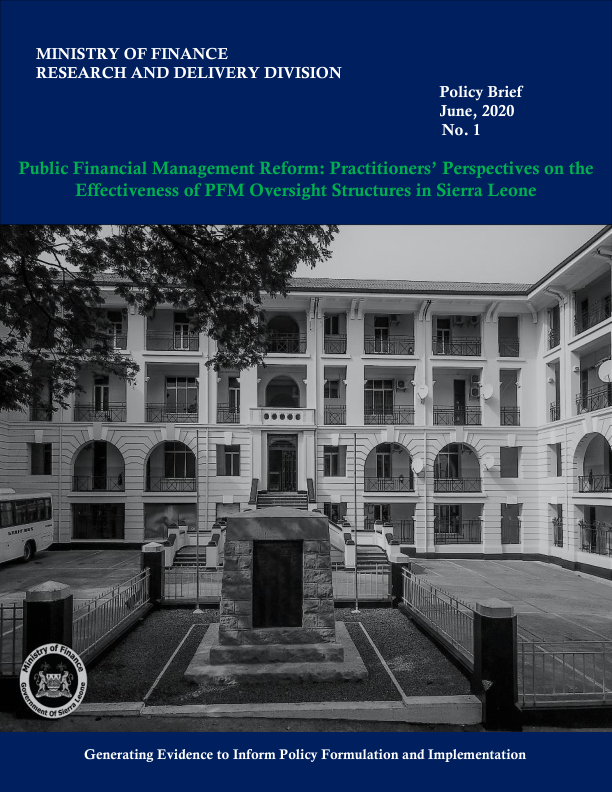 MINISTRY OF FINANCE
RESEARCH AND DELIVERY DIVISION
Policy Brief
June, 2020
No. 1
Public Financial Management Reform: Practitioners' Perspectives on the
Effectiveness of PFM Oversight Structures in Sierra Leone
STAFF BUS
Ministry of Finance
Government Of Sierra Leone
Generating Evidence to Inform Policy Formulation and Implementation